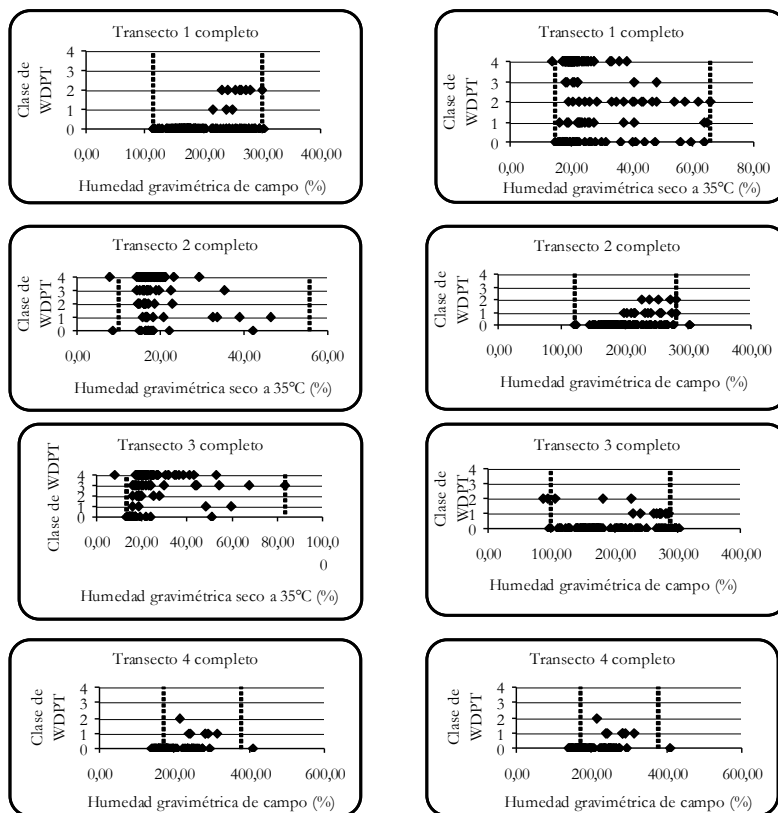 Transecto 1 completo
Clase de
WDPT
4
3
2
1
0
0,00 100,00 200,00 300,00 400,00
Humedad gravimétrica de campo (%)
Transecto 1 completo
Clase de
WDPT
4
3
2
1
0
0,00 20,00 40,00 60,00 80,00
Humedad gravimétrica seco a 35°C (%)
Transecto 2 completo
Clase de
WDPT
4
3
2
1
0
0,00 20,00 40,00 60,00
Humedad gravimétrica seco a 35°C (%)
Transecto 2 completo
Clase de
WDPT
4
3
2
1
0
0,00 100,00 200,00 300,00 400,00
Humedad gravimétrica de campo (%)
Transecto 3 completo
Clase de WDPT
4
3
2
1
0
0,00 20,00 40,00 60,00 80,00 100,0
0
Humedad gravimétrica seco a 35°C (%)
Transecto 3 completo
Clase de
WDPT
4
3
2
1
0
0,00 100,00 200,00 300,00 400,00
Humedad gravimétrica de campo (%)
Transecto 4 completo
Clase de
WDPT
4
3
2
1
0
0,00 200,00 400,00 600,00
Humedad gravimétrica de campo (%)
Transecto 4 completo
Clase de
WDPT
4
3
2
1
0
0,00 200,00 400,00 600,00
Humedad gravimétrica de campo (%)